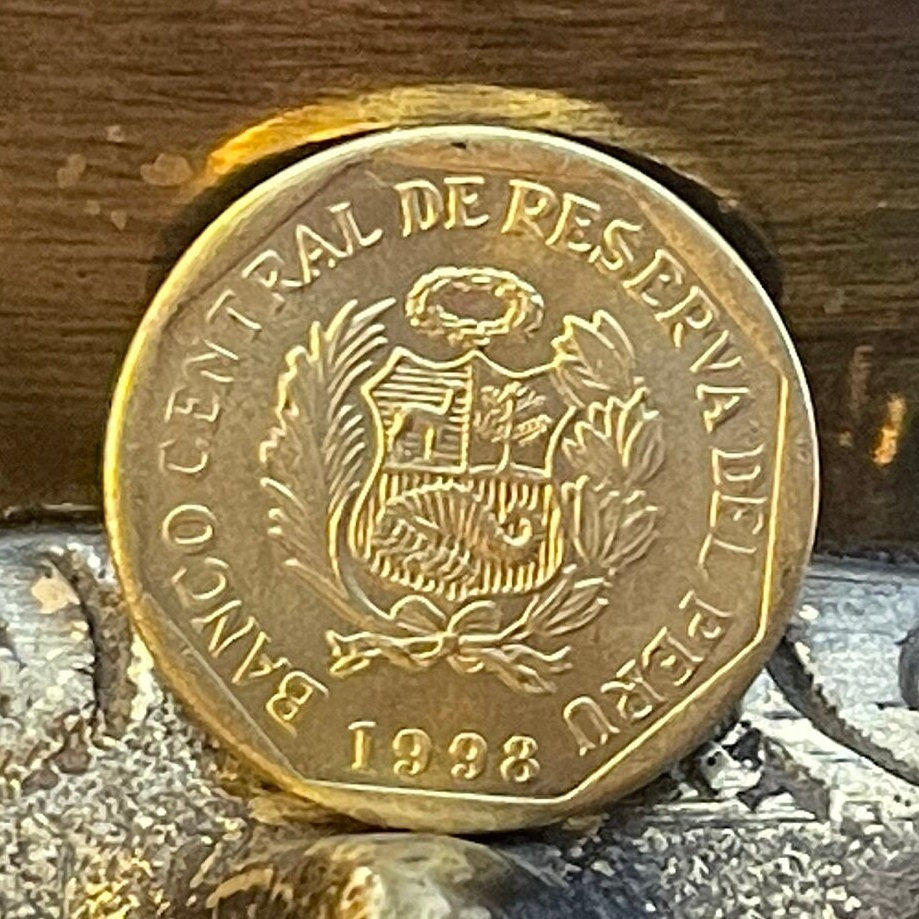 BANCO CENTRAL DE RESERVA DEL PERU
1998